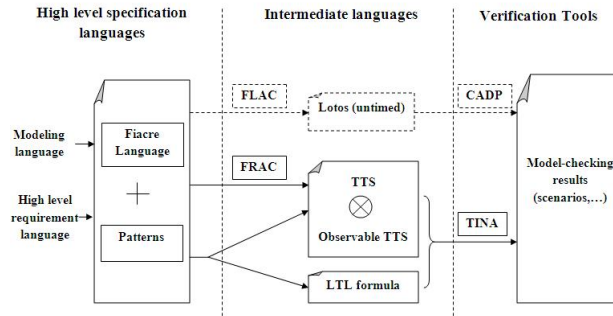 High level specification
languages
Intermediate languages
Verification Tools
FLAC
Lotos (untimed)
CADP
Modeling
language
Fiacre
Language
FRAC
TTS
Model-checking
results
(scenarios,...)
High level
requirement
language
Patterns
Observable TTS
TINA
LTL formula